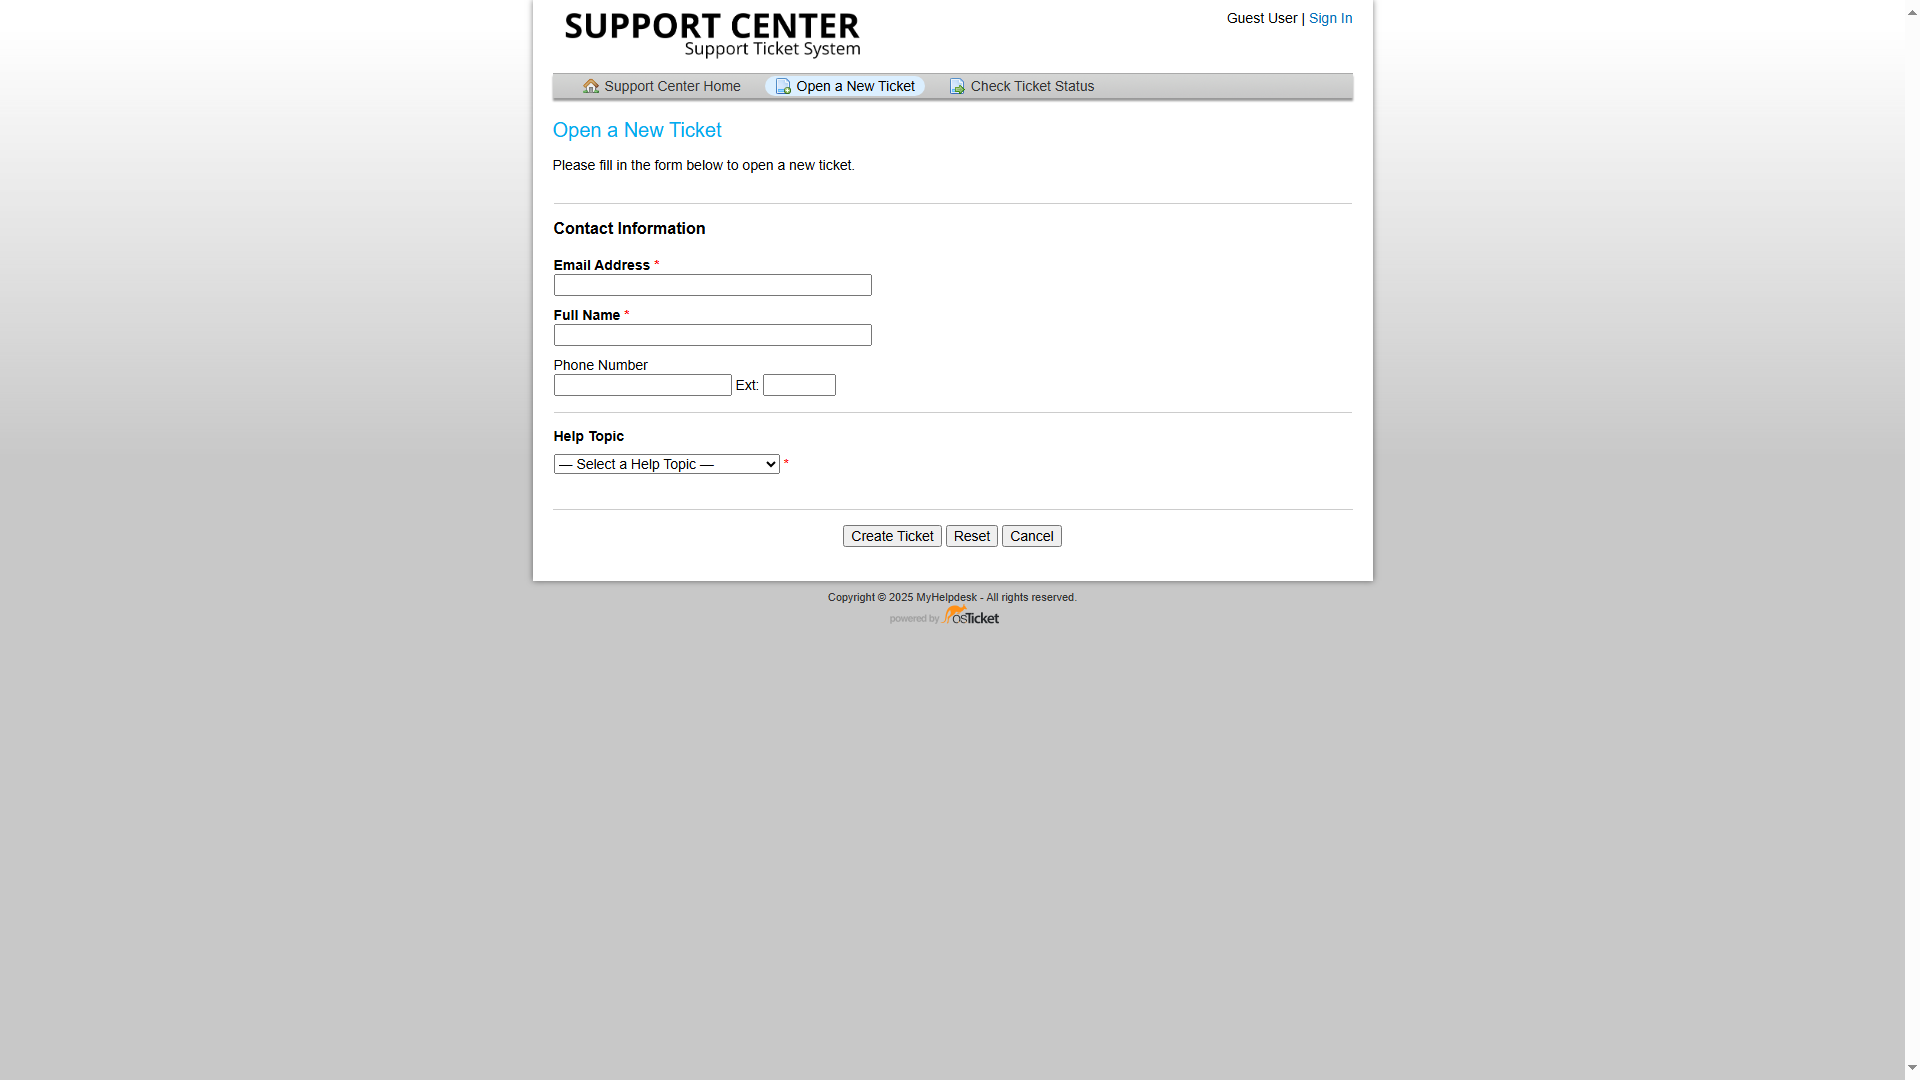 SUPPORT CENTER
Support Ticket System
Guest User | Sign In
Support Center Home
Open a New Ticket
Check Ticket Status
Open a New Ticket
Please fill in the form below to open a new ticket.
Contact Information
Email Address *
Full Name *
Phone Number
Ext:
Help Topic
— Select a Help Topic — *
Create Ticket Reset Cancel
Copyright © 2025 MyHelpdesk - All rights reserved.
powered by osTicket